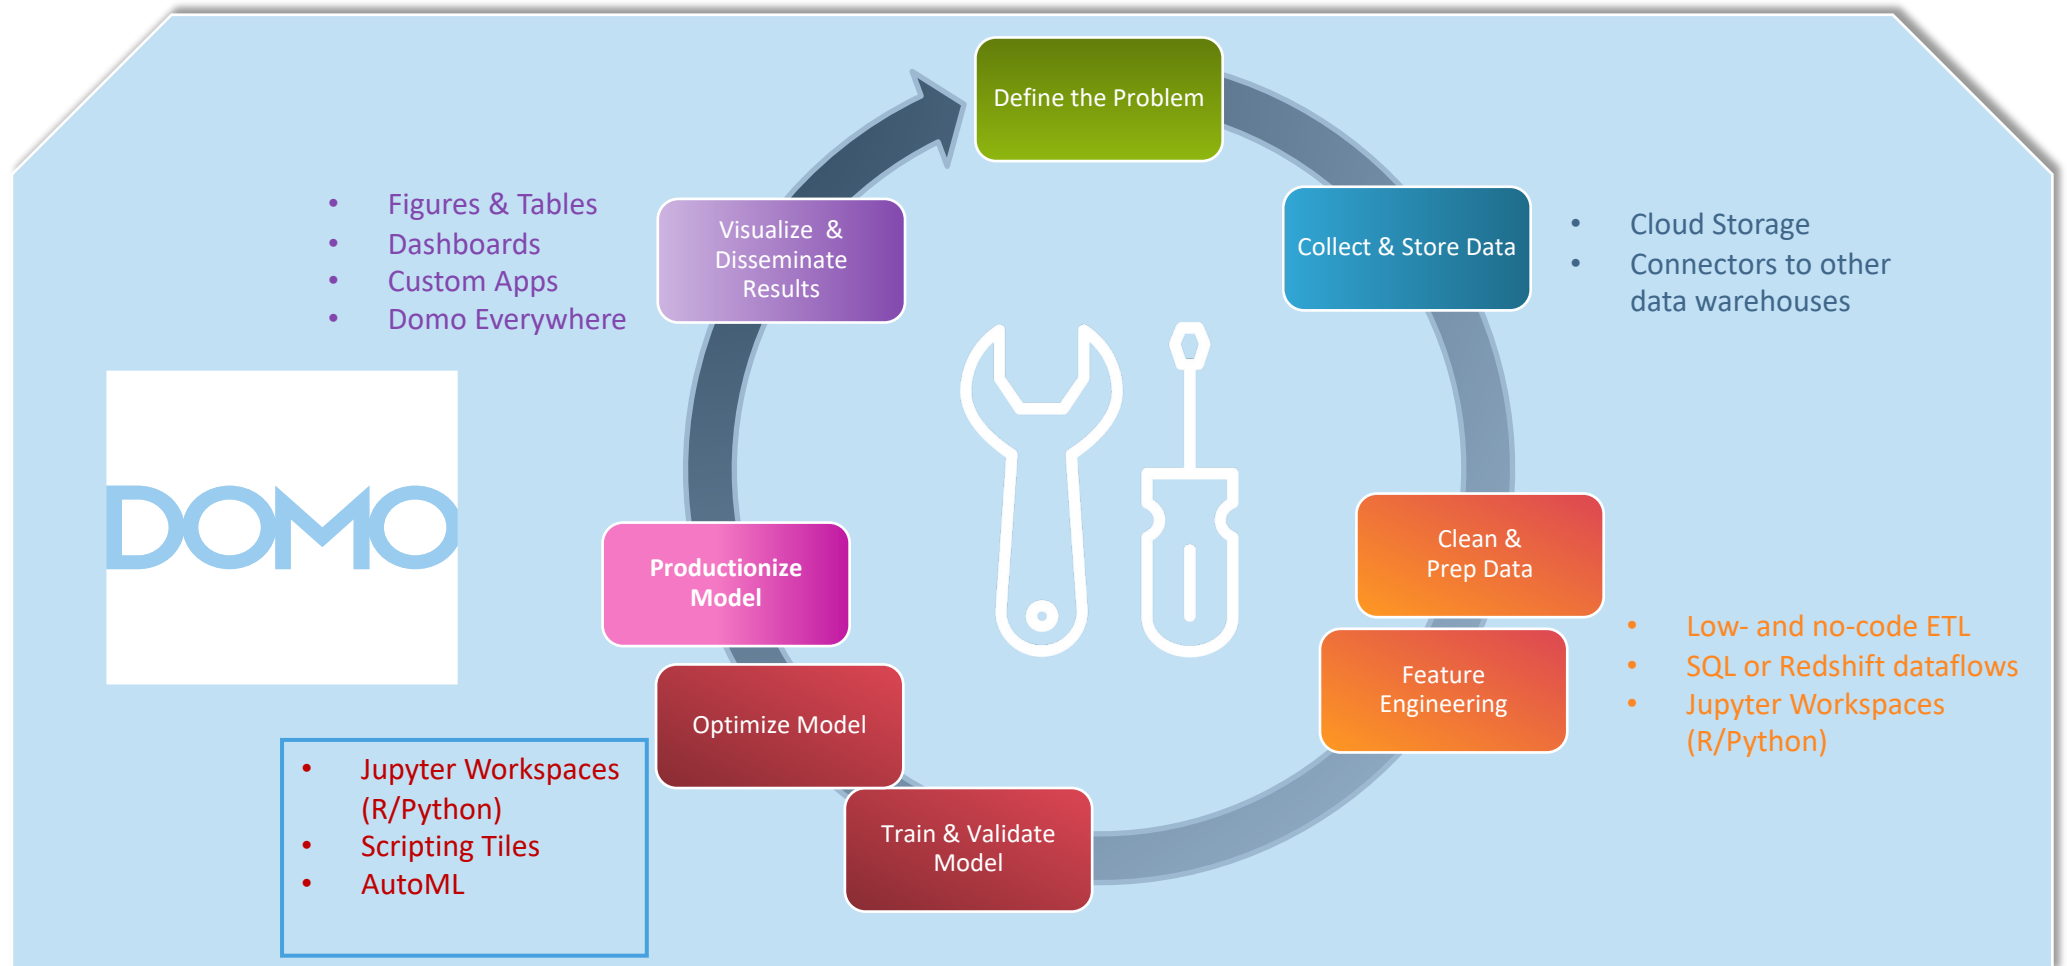 Define the Problem
Collect & Store Data
• Cloud Storage
• Connectors to other
data warehouses
Clean &
Prep Data
Feature
Engineering
• Low- and no-code ETL
• SQL or Redshift dataflows
• Jupyter Workspaces
(R/Python)
Train & Validate
Model
Optimize Model
• Jupyter Workspaces
(R/Python)
• Scripting Tiles
• AutoML
Productionize
Model
Visualize &
Disseminate
Results
• Figures & Tables
• Dashboards
• Custom Apps
• Domo Everywhere
DOMO